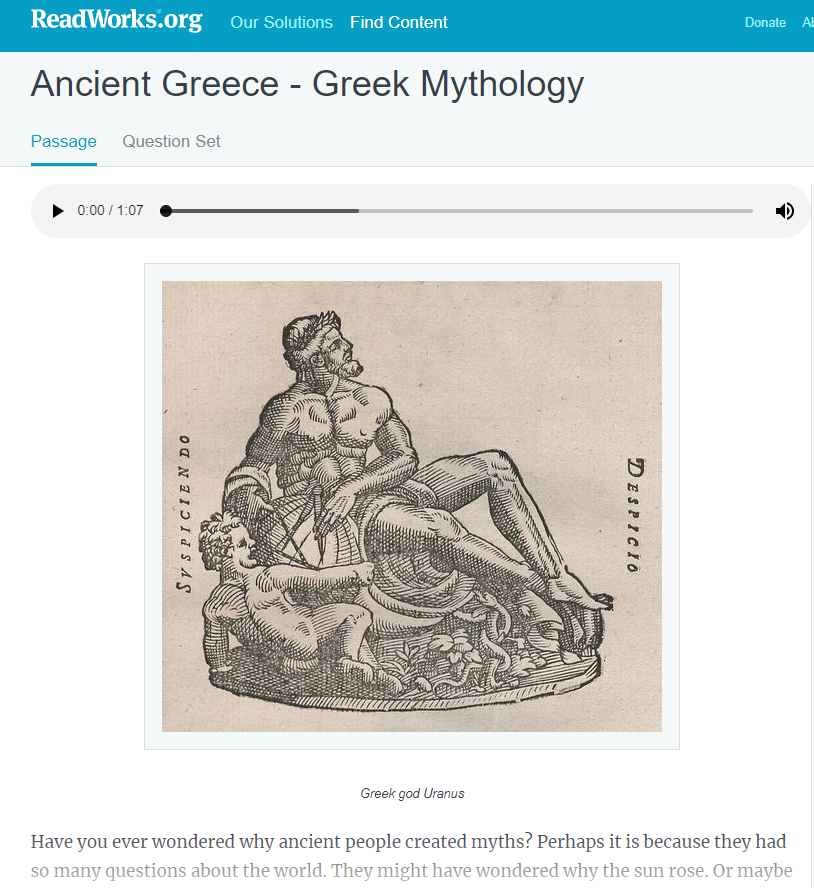 ReadWorks.org Our Solutions Find Content Donate
Ancient Greece - Greek Mythology
Passage Question Set
0:00 / 1:07
SVSPICIENDO
DESPICIO
Greek god Uranus
Have you ever wondered why ancient people created myths? Perhaps it is because they had
so many questions about the world. They might have wondered why the sun rose. Or maybe